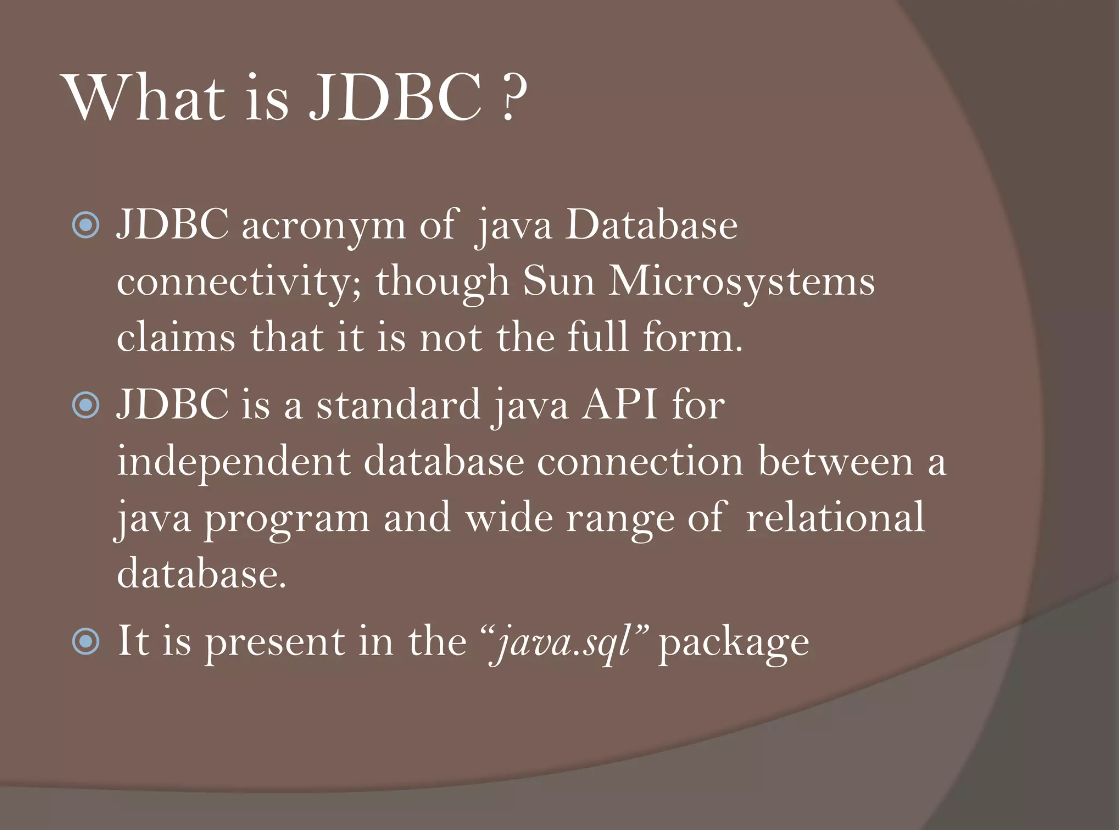 What is JDBC ?
JDBC acronym of java Database
connectivity; though Sun Microsystems
claims that it is not the full form.
JDBC is a standard java API for
independent database connection between a
java program and wide range of relational
database.
It is present in the “java.sql” package